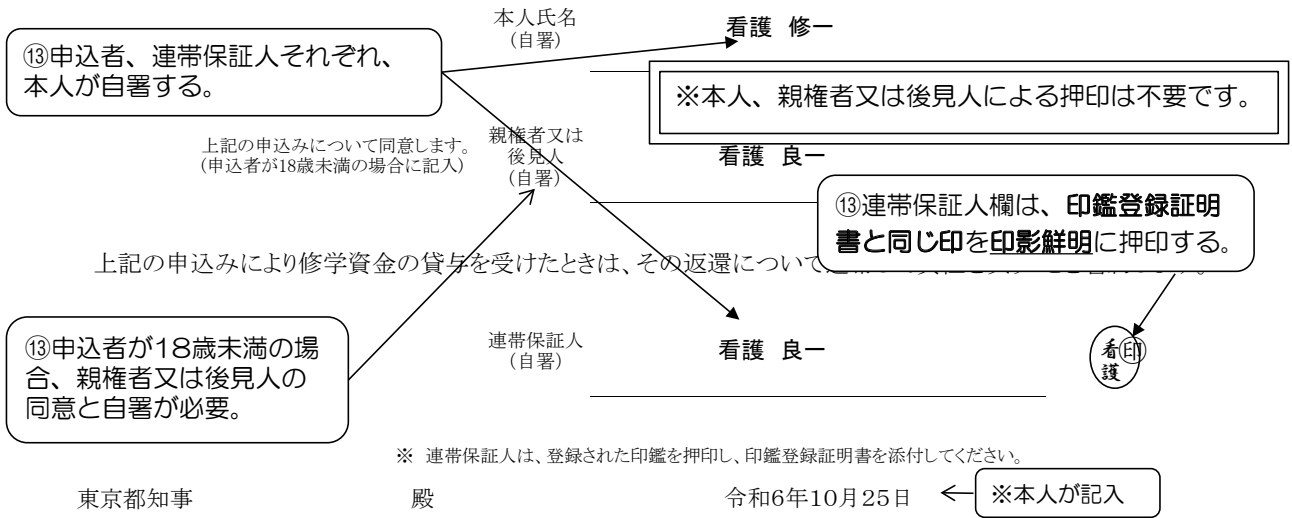 本人氏名
(自署)
看護 修一
⑬申込者、連帯保証人それぞれ、
本人が自署する。
※本人、親権者又は後見人による押印は不要です。
上記の申込みについて同意します。
(申込者が18歳未満の場合に記入)
親権者又は
後見人
(自署)
看護 良一
⑬連帯保証人欄は、印鑑登録証明
書と同じ印を印影鮮明に押印する。
上記の申込みにより修学資金の貸与を受けたときは、その返還について
⑬申込者が18歳未満の場
合、親権者又は後見人の
同意と自署が必要。
連帯保証人
(自署)
看護 良一
看護
印
※ 連帯保証人は、登録された印鑑を押印し、印鑑登録証明書を添付してください。
東京都知事 殿 令和6年10月25日
※本人が記入